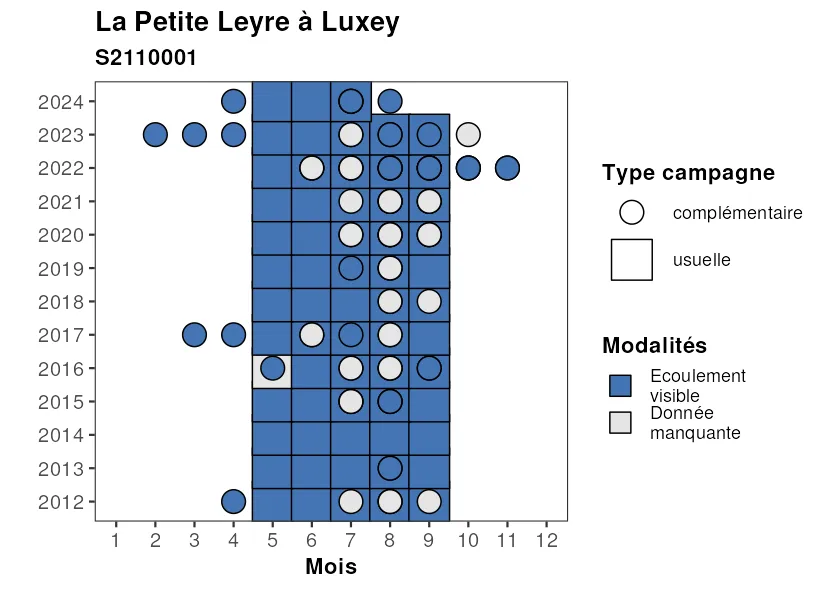 La Petite Leyre à Luxey
S2110001
2024
2023
2022
2021
2020
2019
2018
2017
2016
2015
2014
2013
2012
1 2 3 4 5 6 7 8 9 10 11 12
Mois
Type campagne
complémentaire
usuelle
Modalités
Ecoulement
visible
Donnée
manquante